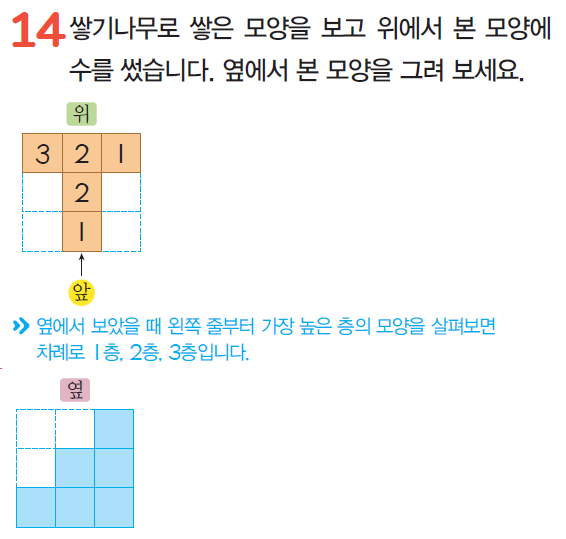 14 쌓기나무로 쌓은 모양을 보고 위에서 본 모양에
수를 썼습니다. 옆에서 본 모양을 그려 보세요.
위
3 2 1
2
1
앞
» 옆에서 보았을 때 왼쪽 줄부터 가장 높은 층의 모양을 살펴보면
차례로 1층, 2층, 3층입니다.
옆